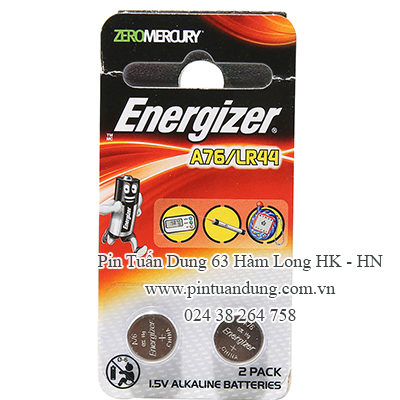 ZEROMERCURY
Energizer
A76/LR44
Pin Tuấn Dung 63 Hàm Long HK - HN
www.pintuandung.com.vn
024 38 264 758
Energizer
2 PACK
1.5V ALKALINE BATTERIES